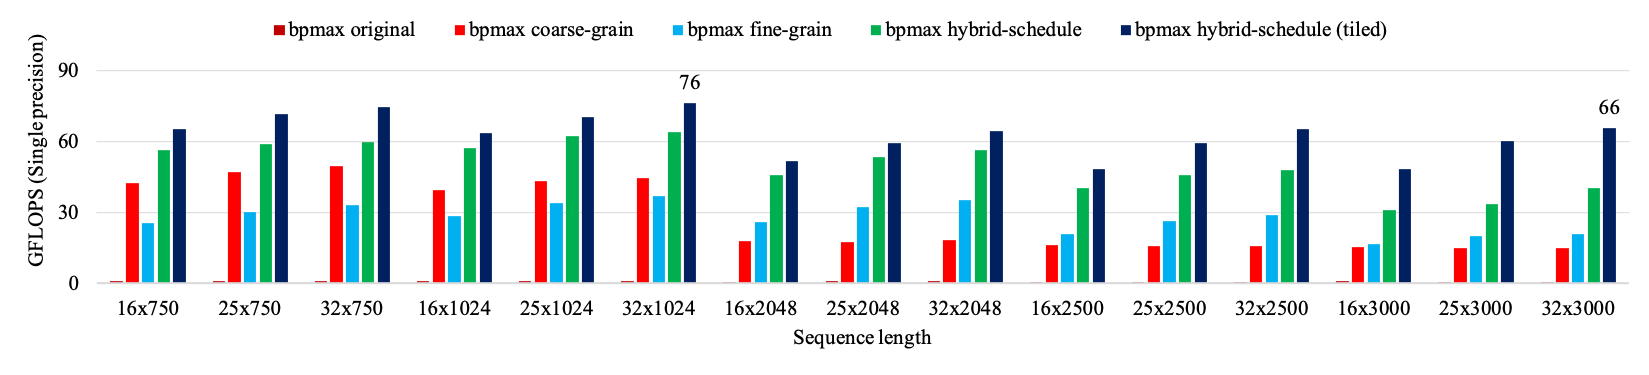 bpmax original bpmax coarse-grain bpmax fine-grain bpmax hybrid-schedule bpmax hybrid-schedule (tiled)
GFLOPS (Single precision)
90
60
30
0
76
66
16x750 25x750 32x750 16x1024 25x1024 32x1024 16x2048 25x2048 32x2048 16x2500 25x2500 32x2500 16x3000 25x3000 32x3000
Sequence length